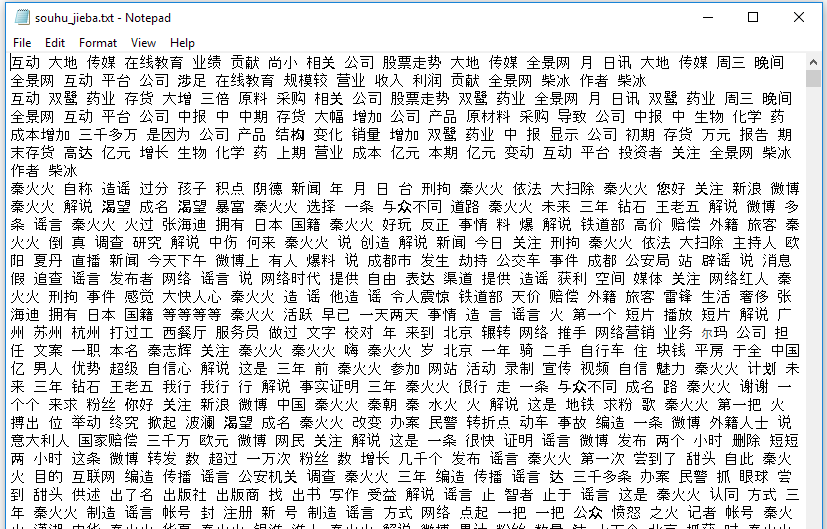 souhu_jieba.txt - Notepad
File Edit Format View Help
互动 大地 传媒 在线教育 业绩 贡献 尚小 相关 公司 股票走势 大地 传媒 全景网 月 日讯 大地 传媒 周三 晚间
全景网 互动 平台 公司 涉足 在线教育 规模较 营业 收入 利润 贡献 全景网 柴冰 作者 柴冰
互动 双鹭 药业 存货 大增 三倍 原料 采购 相关 公司 股票走势 双鹭 药业 全景网 月 日讯 双鹭 药业 周三 晚间
全景网 互动 平台 公司 中报 中 中期 存货 大幅 增加 公司 产品 原材料 采购 导致 公司 中报 中 生物 化学 药
成本增加 三千多万 是因为 公司 产品 结构 变化 销量 增加 双鹭 药业 中 报 显示 公司 初期 存货 万元 报告 期
末存货 高达 亿元 增长 生物 化学 药 上期 营业 成本 亿元 本期 亿元 变动 互动 平台 投资者 关注 全景网 柴冰
作者 柴冰
秦火火 自称 造谣 过分 孩子 积点 阴德 新闻 年 月 日 台 刑拘 秦火火 依法 大扫除 秦火火 您好 关注 新浪 微博
秦火火 解说 渴望 成名 渴望 暴富 秦火火 选择 一条 与众不同 道路 秦火火 未来 三年 钻石 王老五 解说 微博 多
条 谣言 秦火火 火过 张海迪 拥有 日本 国籍 秦火火 好玩 反正 事情 料 爆 解说 铁道部 高价 赔偿 外籍 旅客 秦
火火 倒 真 调查 研究 解说 中伤 何来 秦火火 说 创造 解说 新闻 今日 关注 刑拘 秦火火 依法 大扫除 主持人 欧
阳 夏丹 直播 新闻 今天下午 微博上 有人 爆料 说 成都市 发生 劫持 公交车 事件 成都 公安局 站 辟谣 说 消息
假 追查 谣言 发布者 网络 谣言 说 网络时代 提供 自由 表达 渠道 提供 造谣 获利 空间 媒体 关注 网络红人 秦
火火 刑拘 事件 感觉 大快人心 秦火火 造 谣 他造谣 令人震惊 铁道部 天价 赔偿 外籍 旅客 雷锋 生活 奢侈 张
海迪 拥有 日本 国籍 等等等等 秦火火 活跃 早已 一天两天 事情 造 言 谣言 火 第一个 短片 播放 短片 解说 广
州 苏州 杭州 打过工 西餐厅 服务员 做过 文字 校对 年 来到 北京 辗转 网络 推手 网络营销 业务 尔玛 公司 担
任 文案 一职 本名 秦志辉 关注 秦火火 秦火火 嗨 秦火火 岁 北京 一年 骑 二手 自行车 住 块钱 平房 于全 中国
亿 男人 优势 超级 自信心 解说 这是 三年 前 秦火火 参加 网站 活动 录制 宣传 视频 自信 魅力 秦火火 计划 未
来 三年 钻石 王老五 我行 我行 行 解说 事实证明 三年 秦火火 很行 走 一条 与众不同 成名 路 秦火火 谢谢 一
个个 来求 粉丝 你好 关注 新浪 微博 中国 秦火火 秦朝 秦 水火 火 解说 这是 地铁 求粉 歌 秦火火 第一把 火
搏出 位 举动 终究 掀起 波澜 渴望 成名 秦火火 改变 办案 民警 转折点 动车 事故 编造 一条 微博 外籍人士 说
意大利人 国家赔偿 三千万 欧元 微博 网民 关注 解说 这是 一条 很快 证明 谣言 微博 发布 两个 小时 删除 短短
两 小时 这条 微博 转发 数 超过 一万次 粉丝 数 增长 几千个 发布 谣言 秦火火 第一次 尝到了 甜头 自此 秦火
火 目的 互联网 编造 传播 谣言 公安机关 调查 秦火火 三年 编造 传播 谣言 达 三千多条 办案 民警 抓 眼球 尝
到 甜头 供述 出了名 出版社 出版商 找 出书 写作 受益 解说 谣言 止 智者 止于 谣言 这是 秦火火 认同 方式 三
年 秦火火 谣言 帐号 封 注册 新 号 制造 谣言 方式 网络 点起 一把 一把 公众 愤怒 之火 记者 帐号 秦火